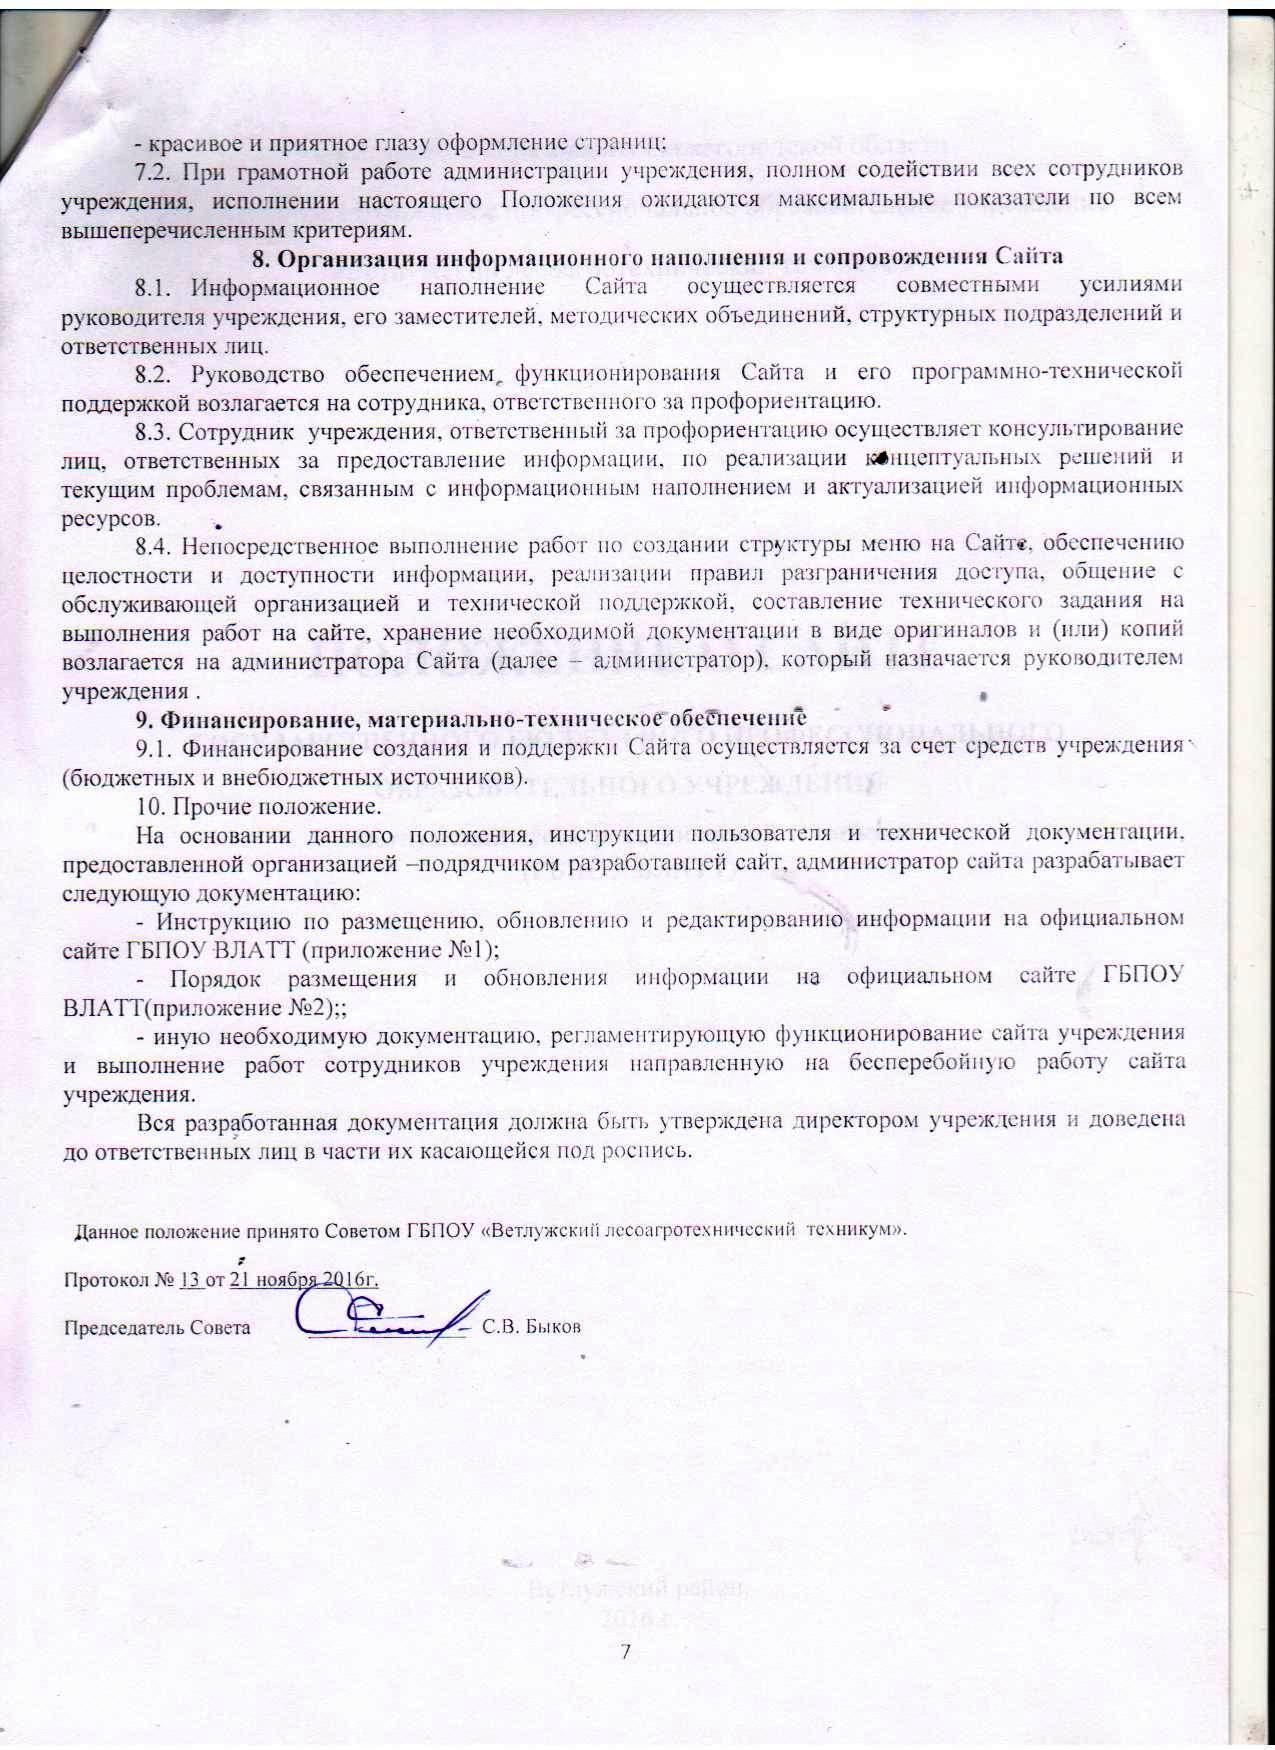 - красивое и приятное глазу оформление страниц;
7.2. При грамотной работе администрации учреждения, полном содействии всех сотрудников
учреждения, исполнении настоящего Положения ожидаются максимальные показатели по всем
вышеперечисленным критериям.
8. Организация информационного наполнения и сопровождения Сайта
8.1. Информационное наполнение Сайта осуществляется совместными усилиями
руководителя учреждения, его заместителей, методических объединений, структурных подразделений и
ответственных лиц.
8.2. Руководство обеспечением функционирования Сайта и его программно-технической
поддержкой возлагается на сотрудника, ответственного за профориентацию.
8.3. Сотрудник учреждения, ответственный за профориентацию осуществляет консультирование
лиц, ответственных за предоставление информации, по реализации концептуальных решений и
текущим проблемам, связанным с информационным наполнением и актуализацией информационных
ресурсов.
8.4. Непосредственное выполнение работ по создании структуры меню на Сайте, обеспечению
целостности и доступности информации, реализации правил разграничения доступа, общение с
обслуживающей организацией и технической поддержкой, составление технического задания на
выполнения работ на сайте, хранение необходимой документации в виде оригиналов и (или) копий
возлагается на администратора Сайта (далее – администратор), который назначается руководителем
учреждения .
9. Финансирование, материально-техническое обеспечение
9.1. Финансирование создания и поддержки Сайта осуществляется за счет средств учреждения
(бюджетных и внебюджетных источников).
10. Прочие положение.
На основании данного положения, инструкции пользователя и технической документации,
предоставленной организацией –подрядчиком разработавшей сайт, администратор сайта разрабатывает
следующую документацию:
- Инструкцию по размещению, обновлению и редактированию информации на официальном
сайте ГБПОУ ВЛАТТ (приложение №1);
- Порядок размещения и обновления информации на официальном сайте ГБПОУ
ВЛАТТ(приложение №2);;
- иную необходимую документацию, регламентирующую функционирование сайта учреждения
и выполнение работ сотрудников учреждения направленную на бесперебойную работу сайта
учреждения.
Вся разработанная документация должна быть утверждена директором учреждения и доведена
до ответственных лиц в части их касающейся под роспись.
Данное положение принято Советом ГБПОУ «Ветлужский лесоагротехнический техникум».
Протокол № 13 от 21 ноября 2016г.
Председатель Совета С.В. Быков
7